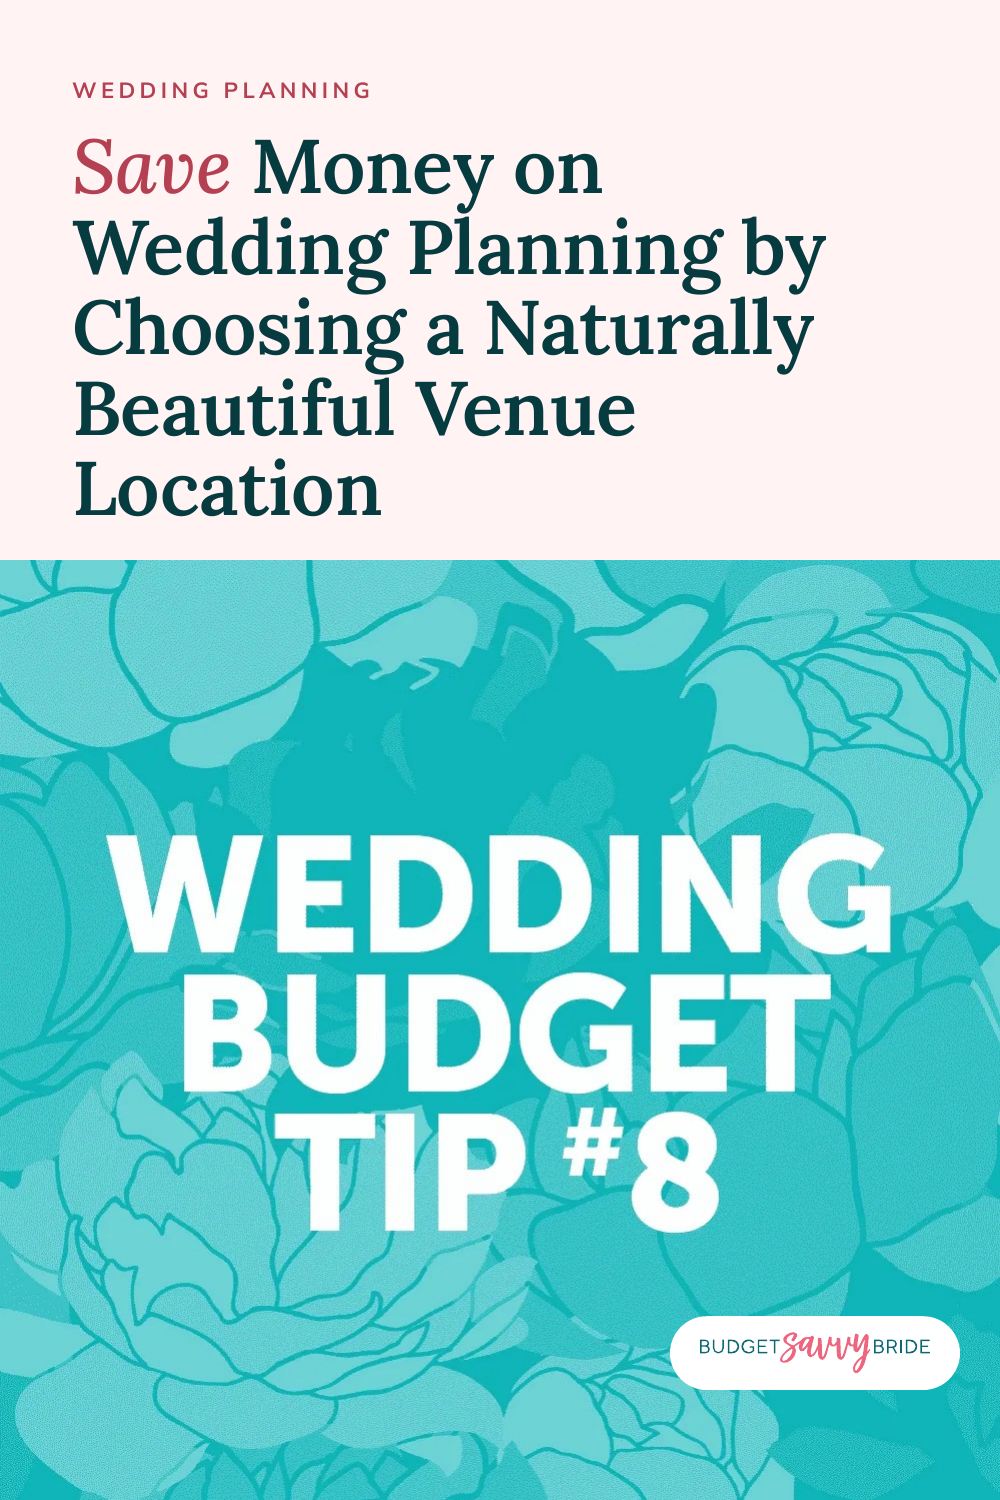 WEDDING PLANNING
Save Money on
Wedding Planning by
Choosing a Naturally
Beautiful Venue
Location
WEDDING
BUDGET
TIP #8
BUDGET savvy BRIDE